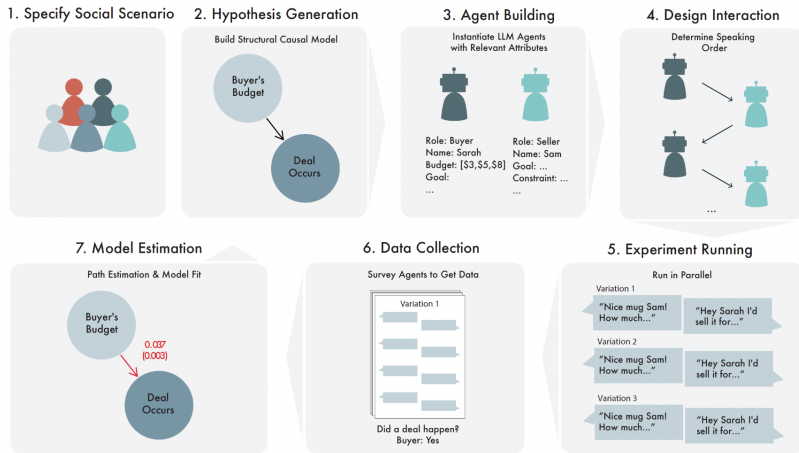 1. Specify Social Scenario
2. Hypothesis Generation
Build Structural Causal Model
Buyer's
Budget
Deal
Occurs
3. Agent Building
Instantiate LLM Agents
with Relevant Attributes
Role: Buyer
Name: Sarah
Budget: [$3,$5,$8]
Goal:
...
Role: Seller
Name: Sam
Goal: ...
Constraint: ...
...
4. Design Interaction
Determine Speaking
Order
...
5. Experiment Running
Run in Parallel
Variation 1
“Nice mug Sam!
How much...”
“Hey Sarah I'd
sell it for...”
Variation 2
“Nice mug Sam!
How much...”
“Hey Sarah I'd
sell it for...”
Variation 3
“Nice mug Sam!
How much...”
“Hey Sarah I'd
sell it for...”
6. Data Collection
Survey Agents to Get Data
Variation 1
Did a deal happen?
Buyer: Yes
7. Model Estimation
Path Estimation & Model Fit
Buyer's
Budget
0.037
(0.003)
Deal
Occurs